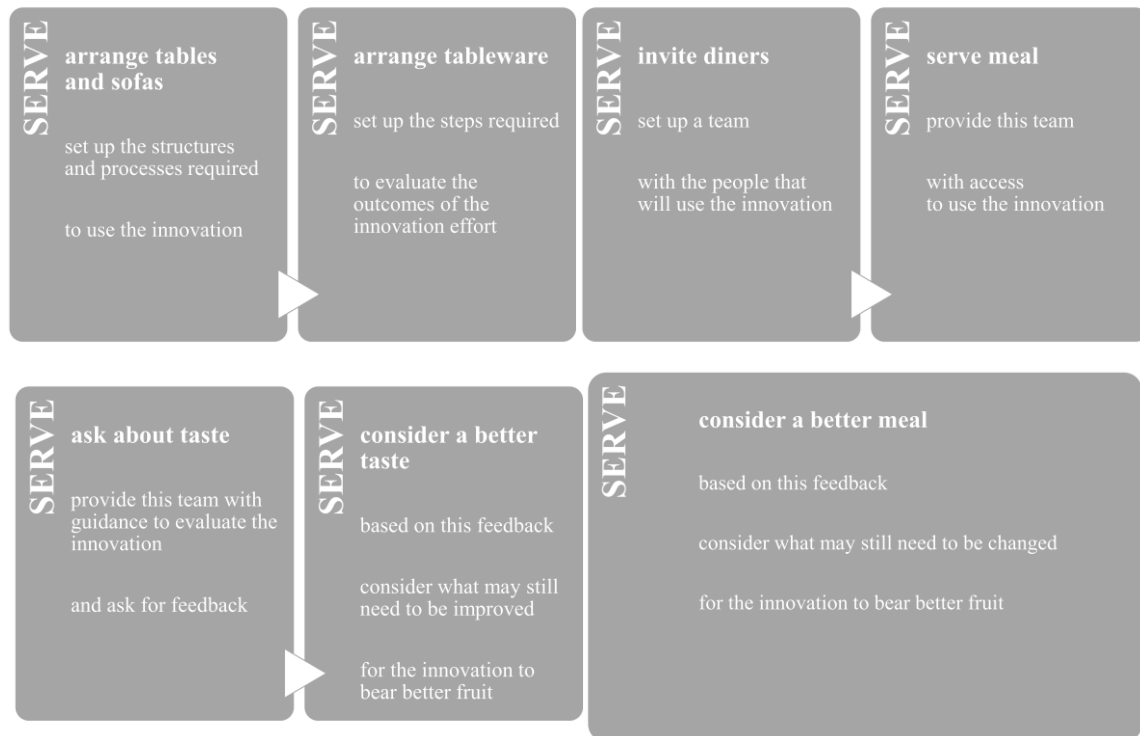 SERVE
arrange tables
and sofas
set up the structures
and processes required
to use the innovation
SERVE
arrange tableware
set up the steps required
to evaluate the
outcomes of the
innovation effort
SERVE
invite diners
set up a team
with the people that
will use the innovation
SERVE
serve meal
provide this team
with access
to use the innovation
SERVE
ask about taste
provide this team with
guidance to evaluate the
innovation
and ask for feedback
SERVE
consider a better
taste
based on this feedback
consider what may still
need to be improved
for the innovation to
bear better fruit
SERVE
consider a better meal
based on this feedback
consider what may still need to be changed
for the innovation to bear better fruit